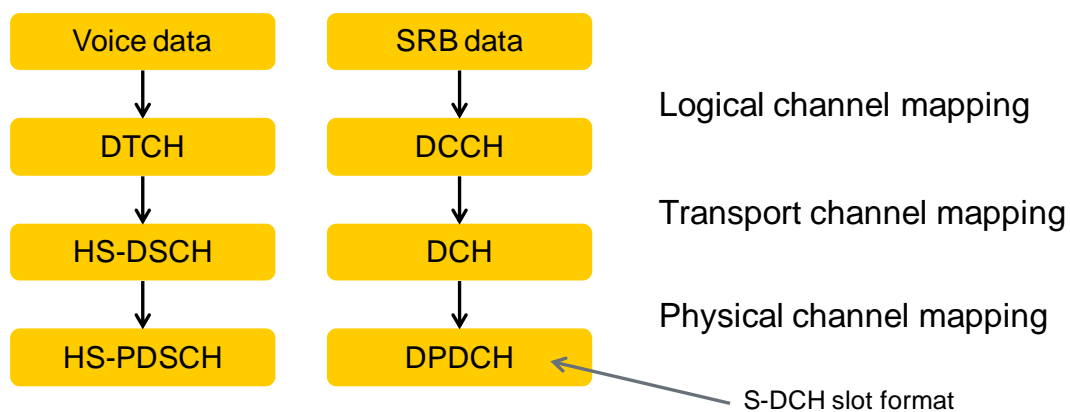 Voice data
SRB data
Logical channel mapping
DTCH
DCCH
Transport channel mapping
HS-DSCH
DCH
Physical channel mapping
HS-PDSCH
DPDCH
S-DCH slot format